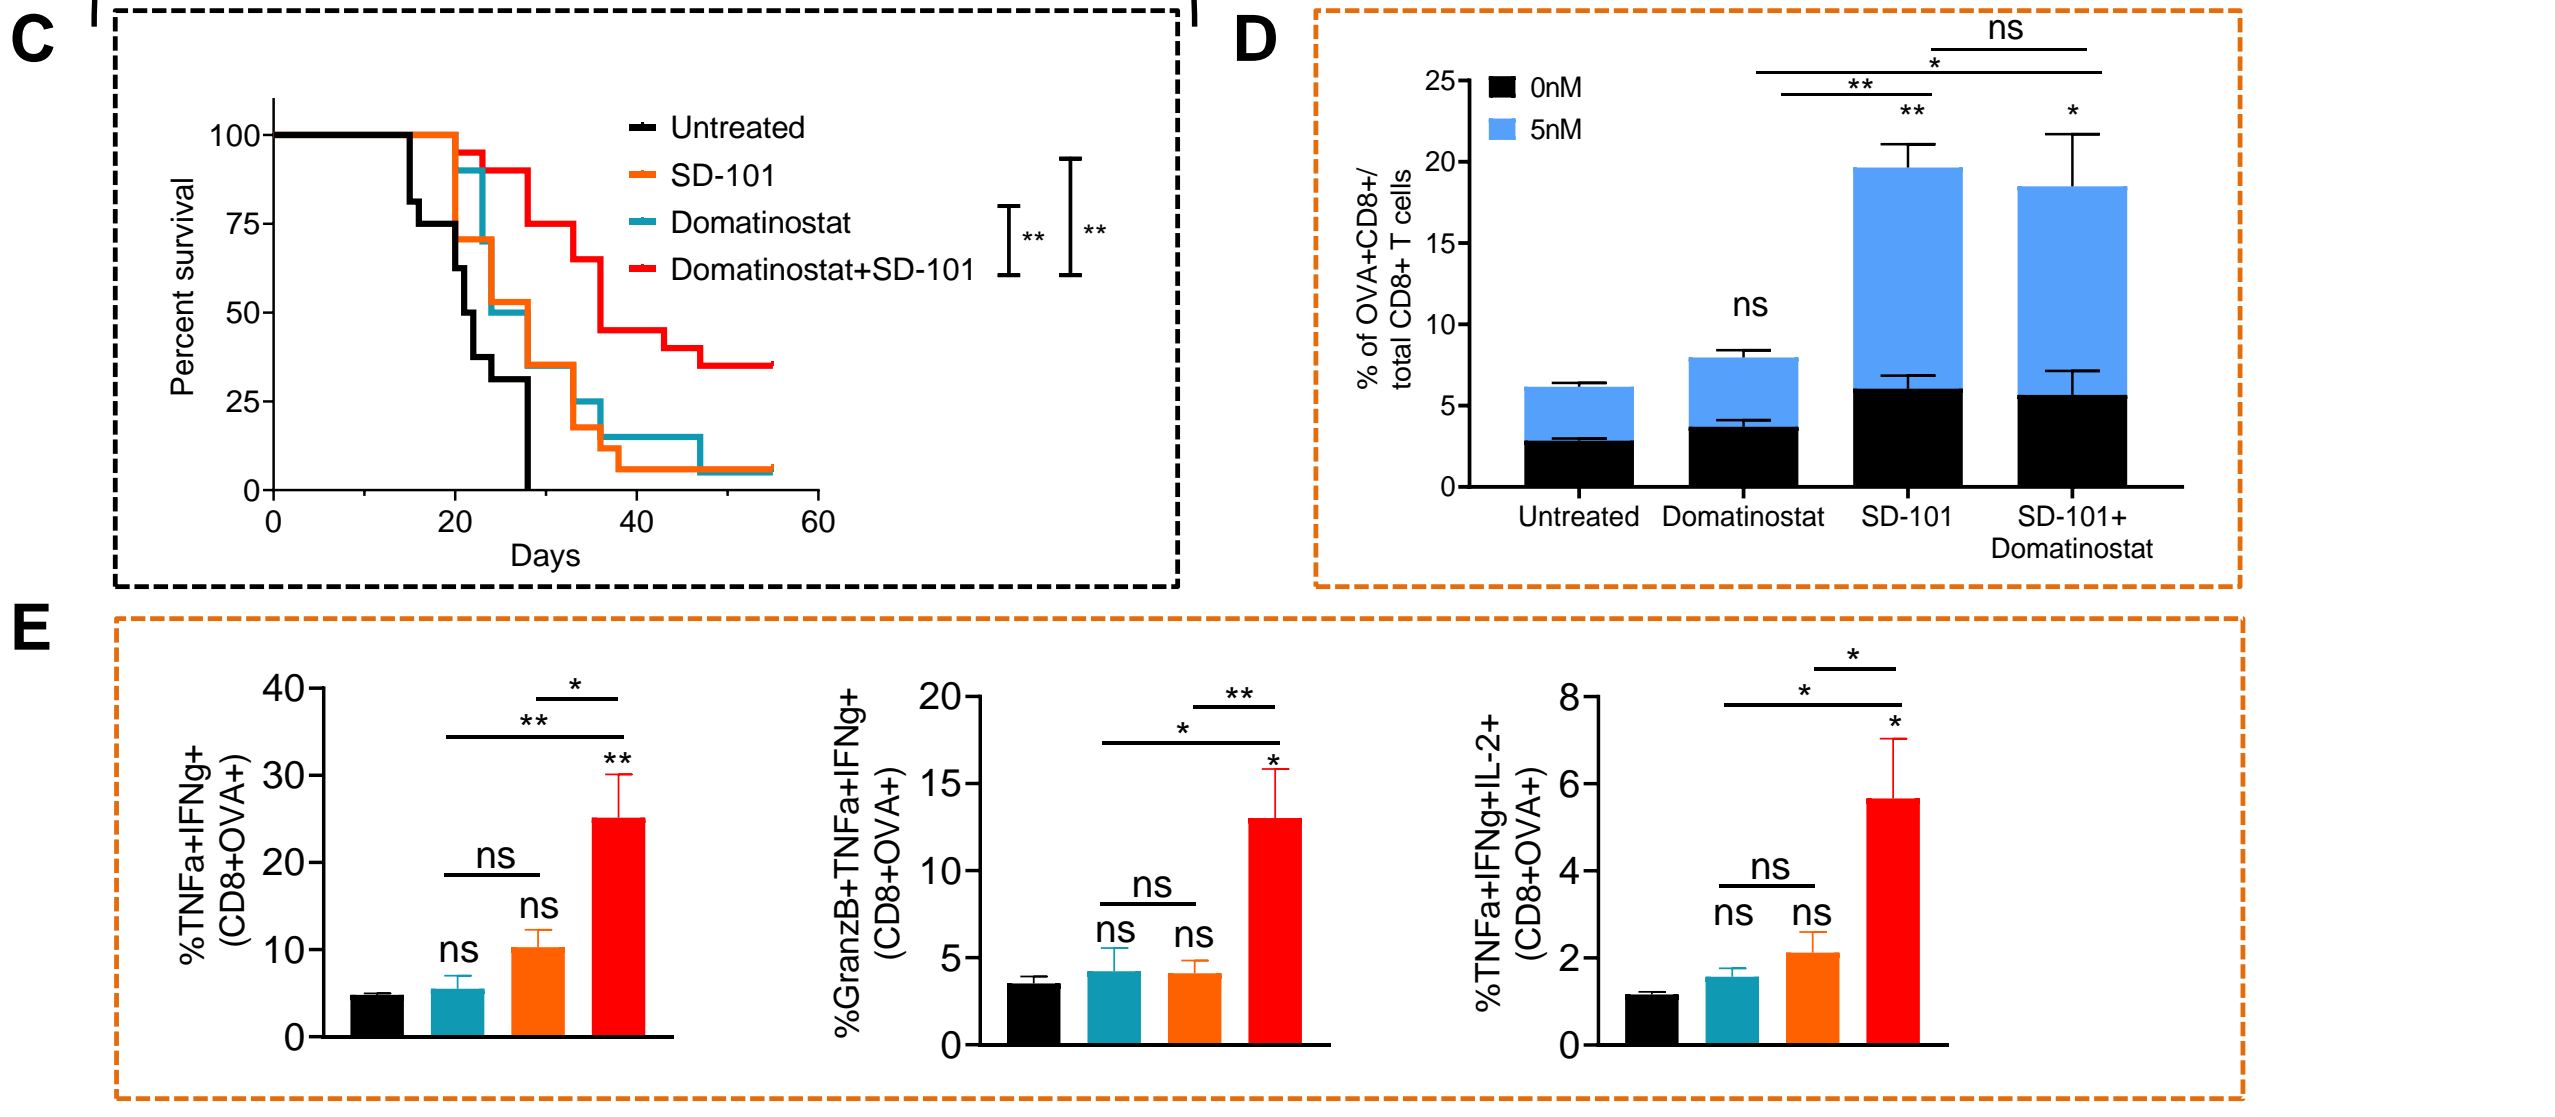 C
100
75
50
25
0
Percent survival
0
20
40
60
Days
Untreated
SD-101
Domatinostat
Domatinostat+SD-101
**
**
D
ns
*
**
**
*
ns
0nM
5nM
25
20
15
10
5
0
% of OVA+CD8+/
total CD8+ T cells
Untreated
Domatinostat
SD-101
SD-101+
Domatinostat
E
%TNFa+IFNg+
(CD8+OVA+)
40
30
20
10
0
*
**
**
ns
ns
ns
%GranzB+TNFa+IFNg+
(CD8+OVA+)
20
15
10
5
0
**
*
*
ns
ns
ns
%TNFa+IFNg+IL-2+
(CD8+OVA+)
8
6
4
2
0
*
*
*
ns
ns
ns